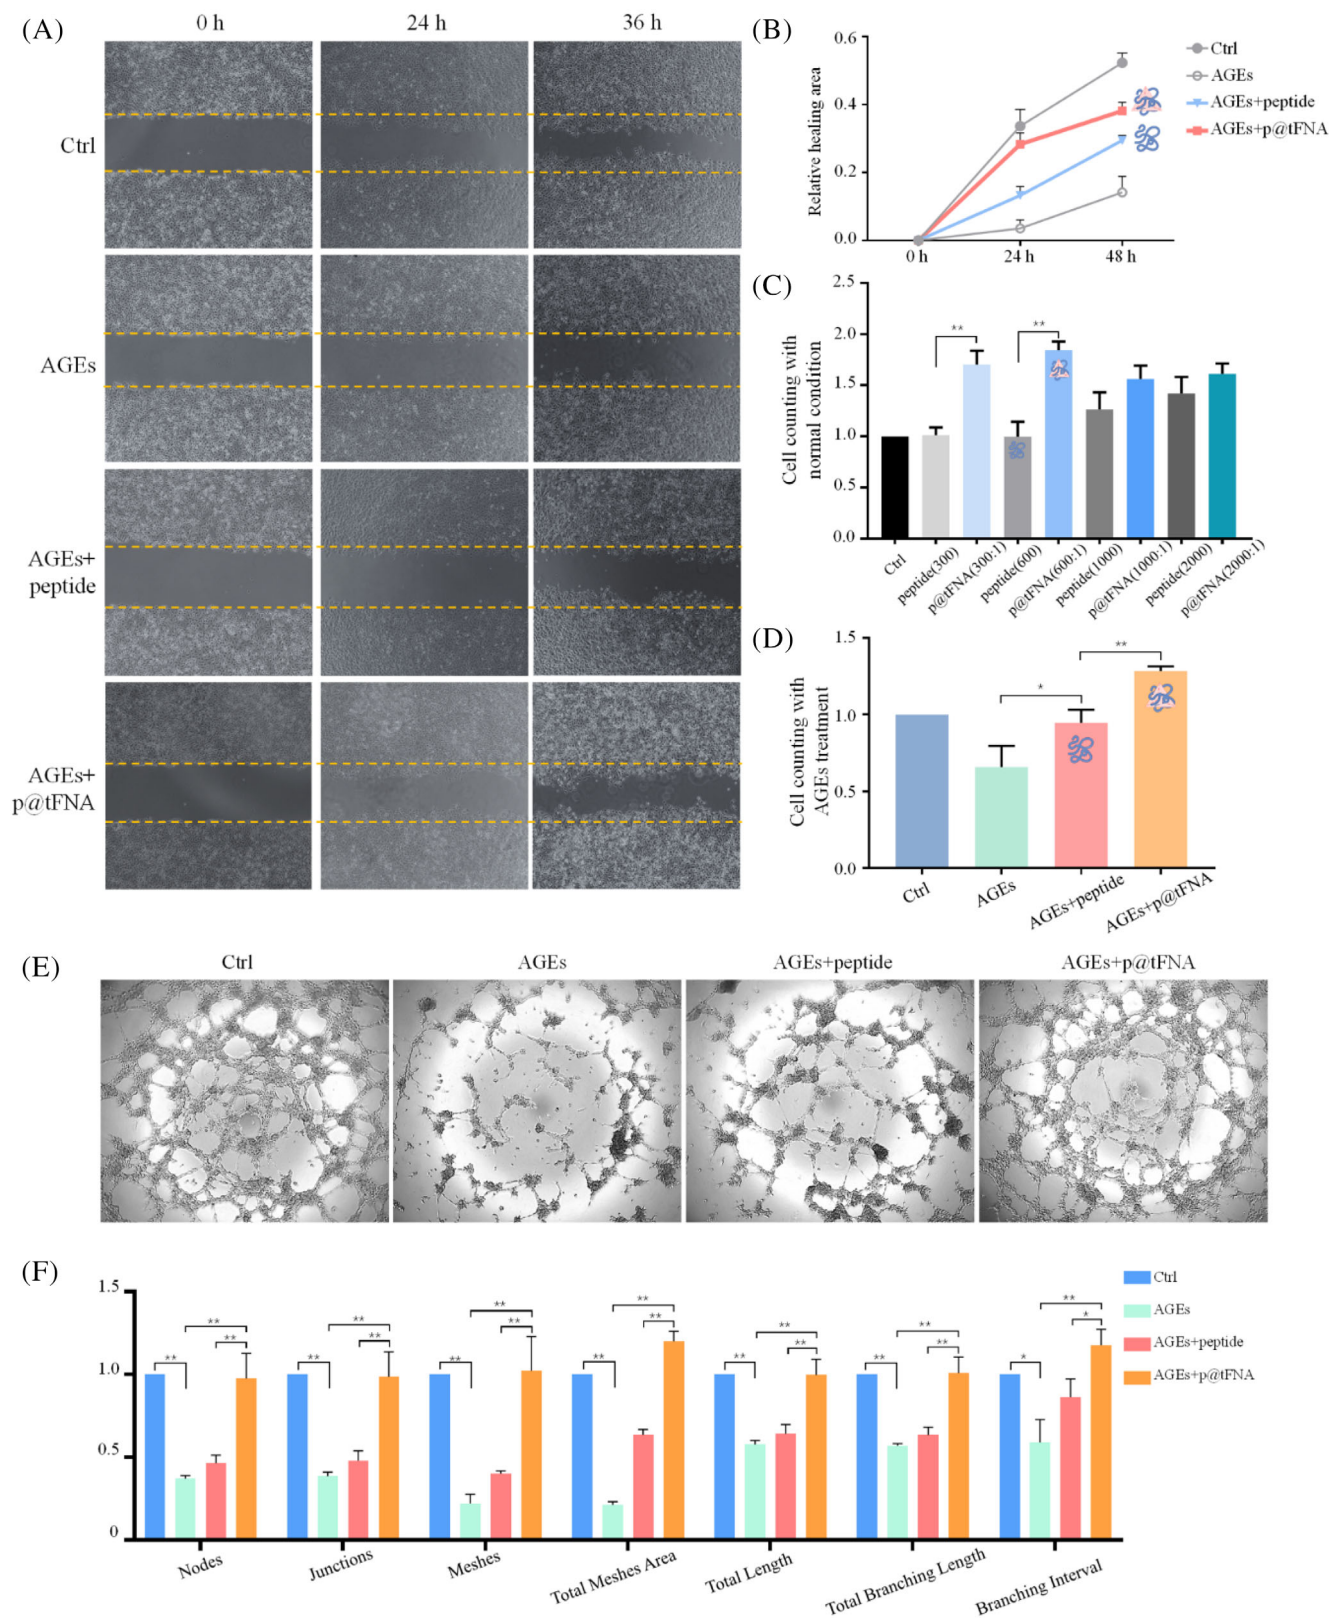 (A)
0 h
24 h
36 h
Ctrl
AGEs
AGEs+
peptide
AGEs+
p@tFNA
(B)
Relative healing area
0.6
0.4
0.2
0.0
0 h
24 h
48 h
Ctrl
AGEs
AGEs+peptide
AGEs+p@tFNA
(C)
Cell counting with
normal condition
2.5
2.0
1.5
1.0
0.5
0.0
**
**
Ctrl
peptide(300)
p@tFNA(300:1)
peptide(600)
p@tFNA(600:1)
peptide(1000)
p@tFNA(1000:1)
peptide(2000)
p@tFNA(2000:1)
(D)
Cell counting with
AGEs treatment
1.5
1.0
0.5
0.0
*
**
Ctrl
AGEs
AGEs+peptide
AGEs+p@tFNA
(E)
Ctrl
AGEs
AGEs+peptide
AGEs+p@tFNA
(F)
1.5
1.0
0.5
0
** ** **
** ** **
** ** **
** ** **
** ** **
** ** **
* ** *
Nodes
Junctions
Meshes
Total Meshes Area
Total Length
Total Branching Length
Branching Interval
Ctrl
AGEs
AGEs+peptide
AGEs+p@tFNA